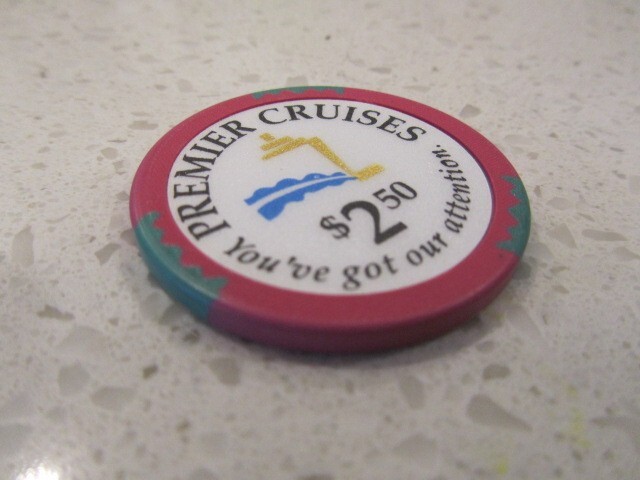 PREMIER CRUISES
$2.50
You've got our attention.